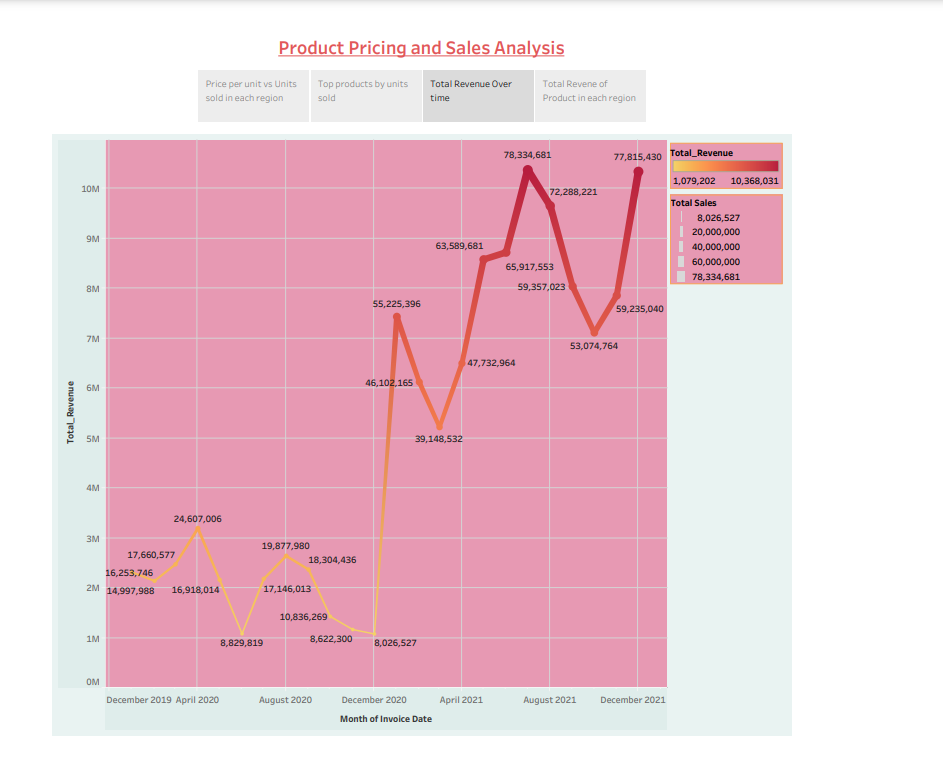 Product Pricing and Sales Analysis
Price per unit vs Units
sold in each region
Top products by units
sold
Total Revenue Over
time
Total Revene of
Product in each region
Total_Revenue
1,079,202 10,368,031
Total Sales
8,026,527
20,000,000
40,000,000
60,000,000
78,334,681
78,334,681
77,815,430
10M
72,288,221
9M
63,589,681
65,917,553
8M
59,357,023
55,225,396
59,235,040
7M
53,074,764
47,732,964
6M
46,102,165
5M
39,148,532
Total_Revenue
4M
24,607,006
3M
19,877,980
17,660,577
18,304,436
16,253,746
2M
14,997,988
16,918,014
17,146,013
10,836,269
1M
8,829,819
8,622,300
8,026,527
0M
December 2019 April 2020 August 2020 December 2020 April 2021 August 2021 December 2021
Month of Invoice Date